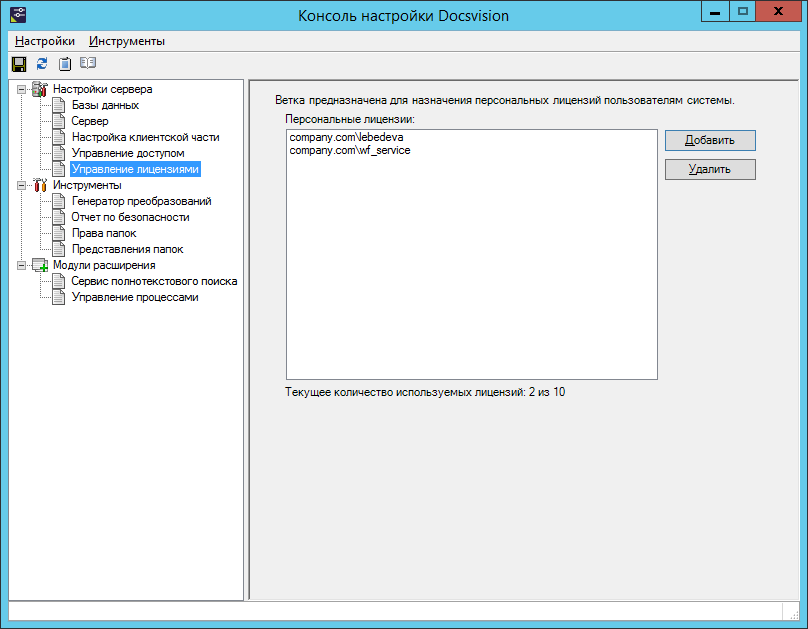 Консоль настройки Docsvision
Настройки Инструменты
Настройки сервера
Базы данных
Сервер
Настройка клиентской части
Управление доступом
Управление лицензиями
Инструменты
Генератор преобразований
Отчет по безопасности
Права папок
Представления папок
Модули расширения
Сервис полнотекстового поиска
Управление процессами
Ветка предназначена для назначения персональных лицензий пользователям системы.
Персональные лицензии:
company.com\lebedeva
company.com\wf_service
Добавить
Удалить
Текущее количество используемых лицензий: 2 из 10